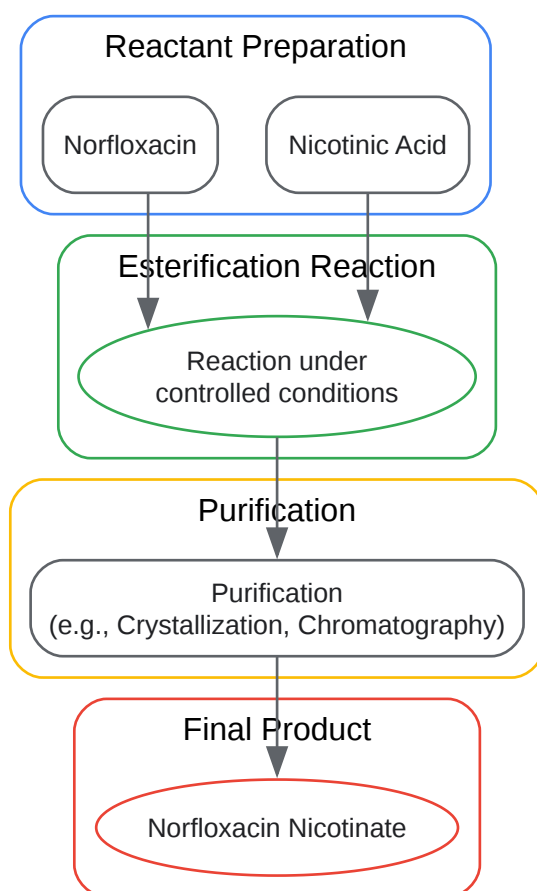 Reactant Preparation
Norfloxacin
Nicotinic Acid
Esterification Reaction
Reaction under
controlled conditions
Purification
Purification
(e.g., Crystallization, Chromatography)
Final Product
Norfloxacin Nicotinate